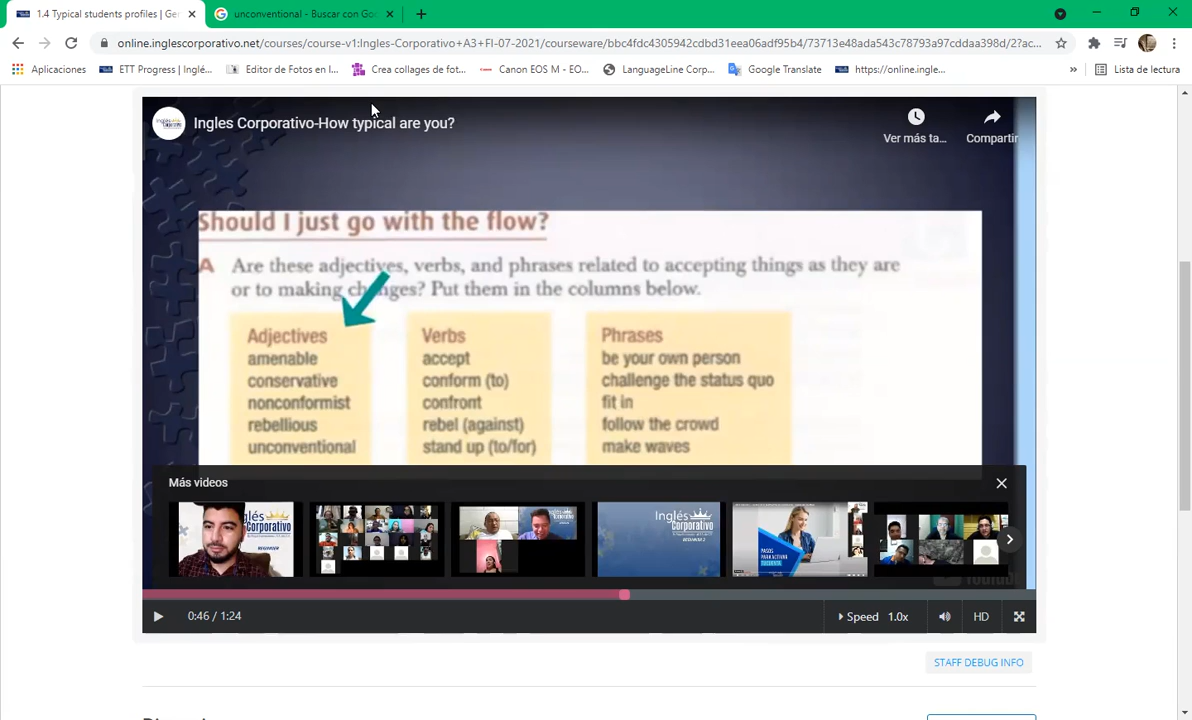 1.4 Typical students profiles | Ger
unconventional - Buscar con Goo
online.inglescorporativo.net/courses/course-v1:Ingles-Corporativo+A3+FI-07-2021/courseware/bbc4fdc4305942cdbd31eea06adf95b4/73713e48ada543c78793a97cddaa398d/2?ac...
Aplicaciones
ETT Progress | Inglé...
Editor de Fotos en l...
Crea collages de fot...
Canon EOS M - EO...
LanguageLine Corp...
Google Translate
https://online.ingle...
»
Lista de lectura
Ingles Corporativo-How typical are you?
Ver más ta...
Compartir
Should I just go with the flow?
A Are these adjectives, verbs, and phrases related to accepting things as they are
or to making changes? Put them in the columns below.
Adjectives
amenable
conservative
nonconformist
rebellious
unconventional
Verbs
accept
conform (to)
confront
rebel (against)
stand up (to/for)
Phrases
be your own person
challenge the status quo
fit in
follow the crowd
make waves
Más videos
Inglés
Corporativo
PASOS
PARA ACTIVAR
0:46 / 1:24
Speed 1.0x
HD
STAFF DEBUG INFO